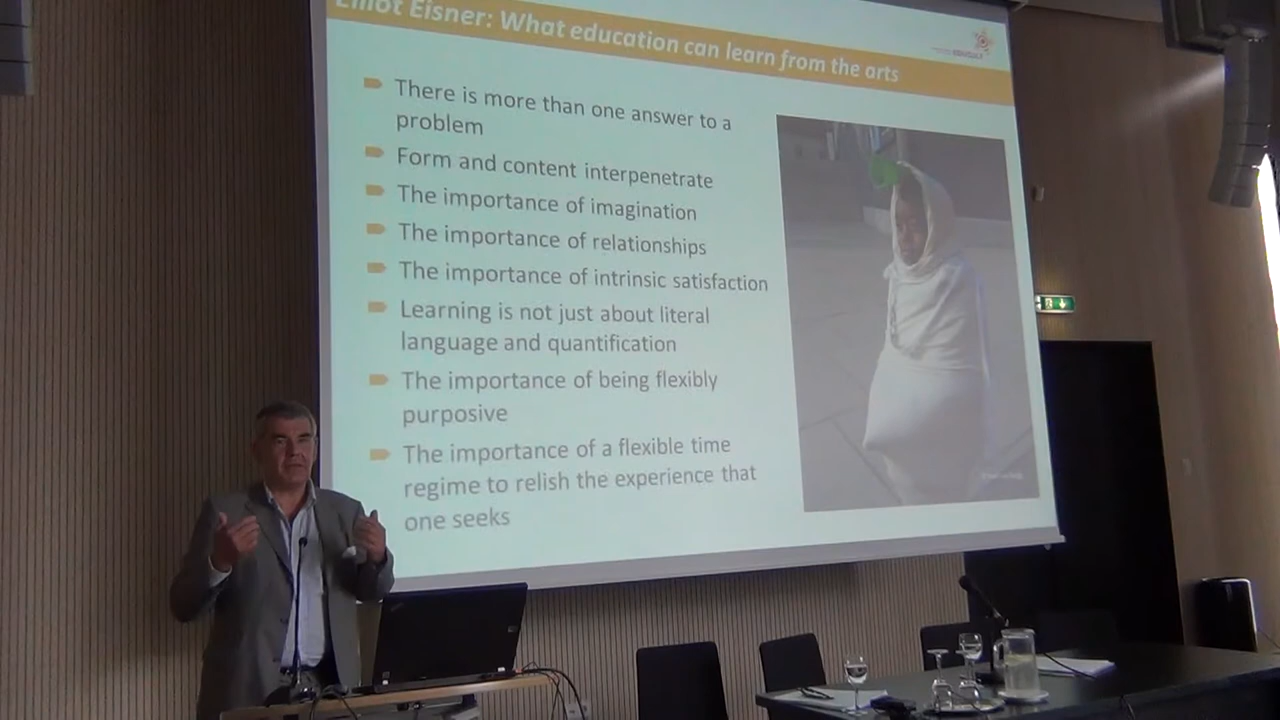 Elliot Eisner: What education can learn from the arts
EDUCULT
There is more than one answer to a
problem
Form and content interpenetrate
The importance of imagination
The importance of relationships
The importance of intrinsic satisfaction
Learning is not just about literal
language and quantification
The importance of being flexibly
purposive
The importance of a flexible time
regime to relish the experience that
one seeks